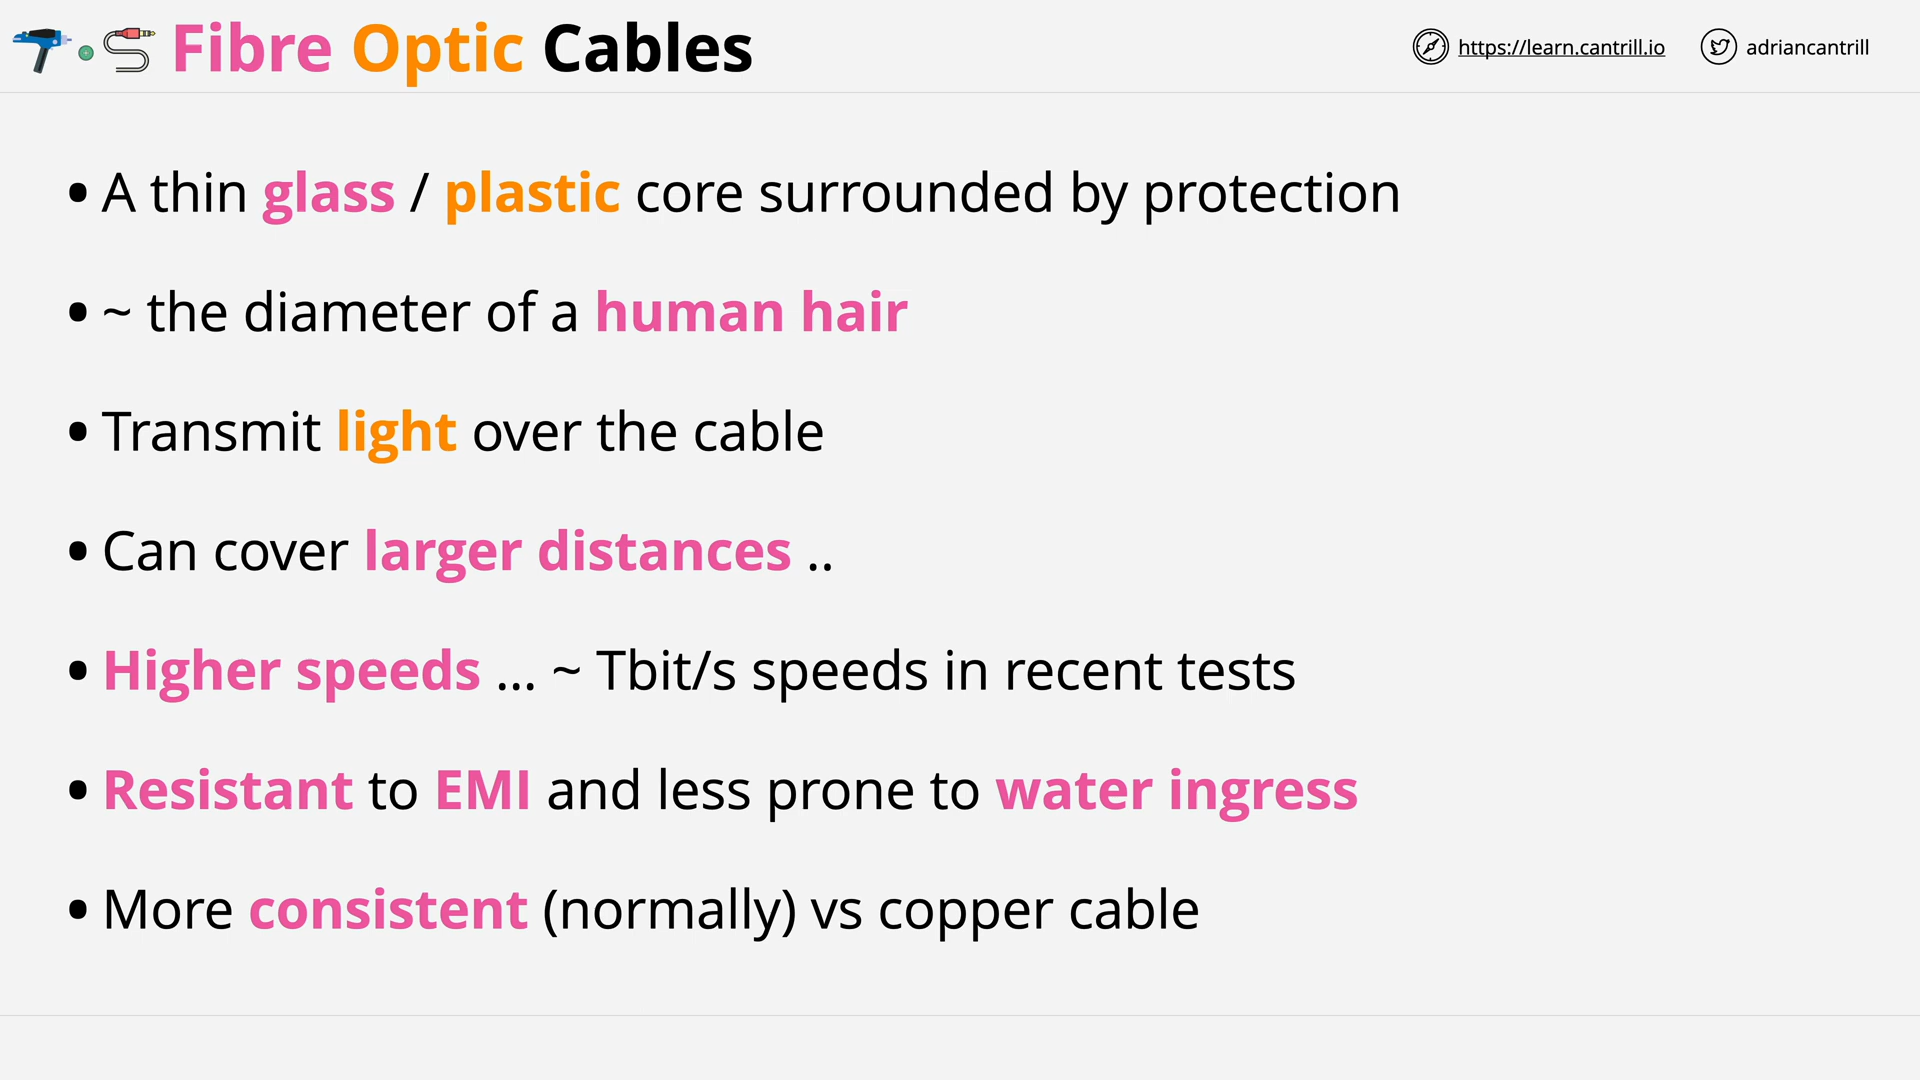 Fibre Optic Cables
https://learn.cantrill.io
adriancantrill
• A thin glass / plastic core surrounded by protection
• ~ the diameter of a human hair
• Transmit light over the cable
• Can cover larger distances ..
• Higher speeds ... ~ Tbit/s speeds in recent tests
• Resistant to EMI and less prone to water ingress
• More consistent (normally) vs copper cable